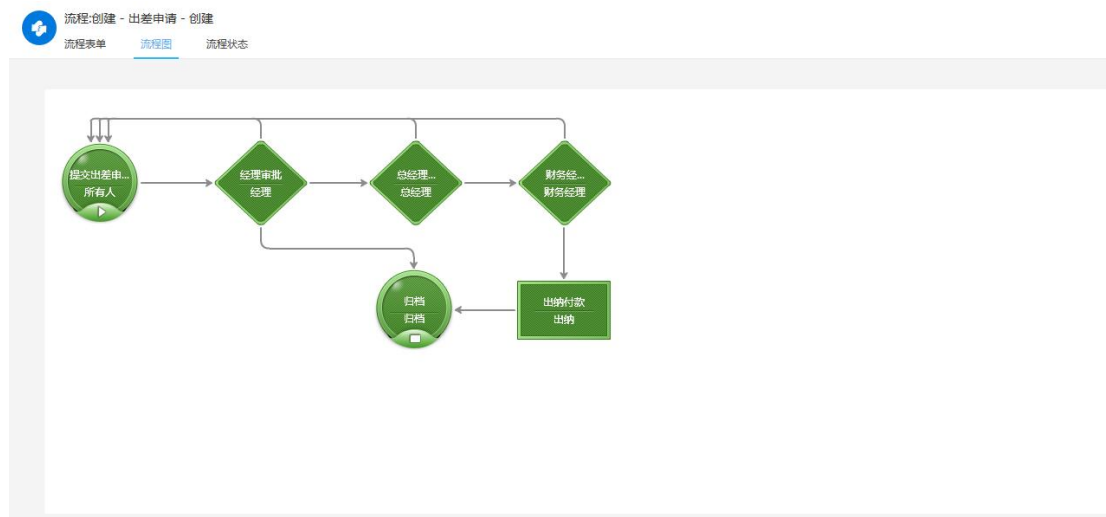 流程:创建 - 出差申请 - 创建
流程表单 流程图 流程状态
提交出差申...
所有人
经理审批
经理
总经理...
总经理
财务经...
财务经理
归档
归档
出纳付款
出纳